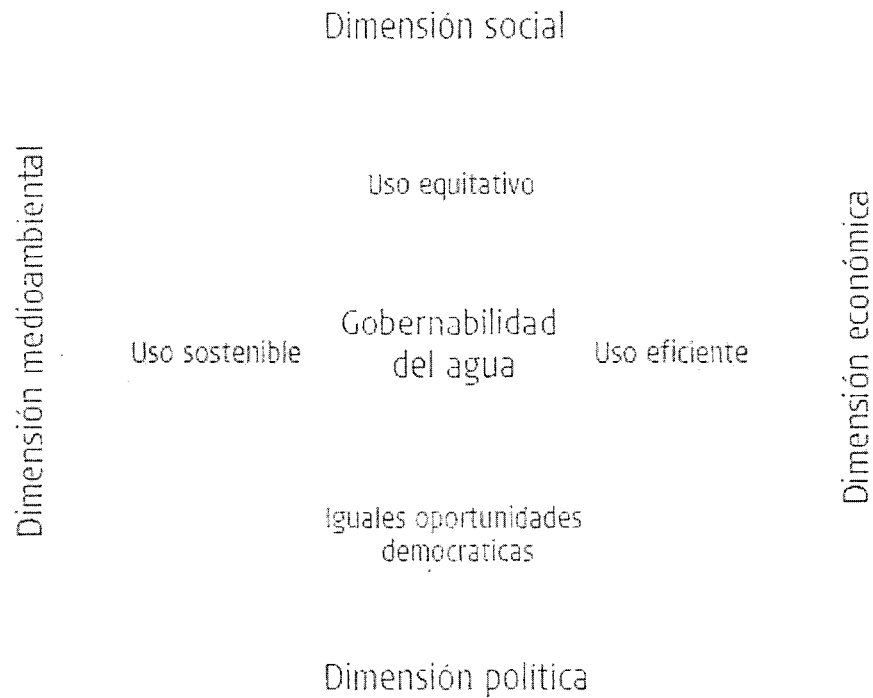 Dimensión social
Dimensión medioambiental
Uso equitativo
Dimensión económica
Uso sostenible
Gobernabilidad
del agua
Uso eficiente
Iguales oportunidades
democraticas
Dimensión política